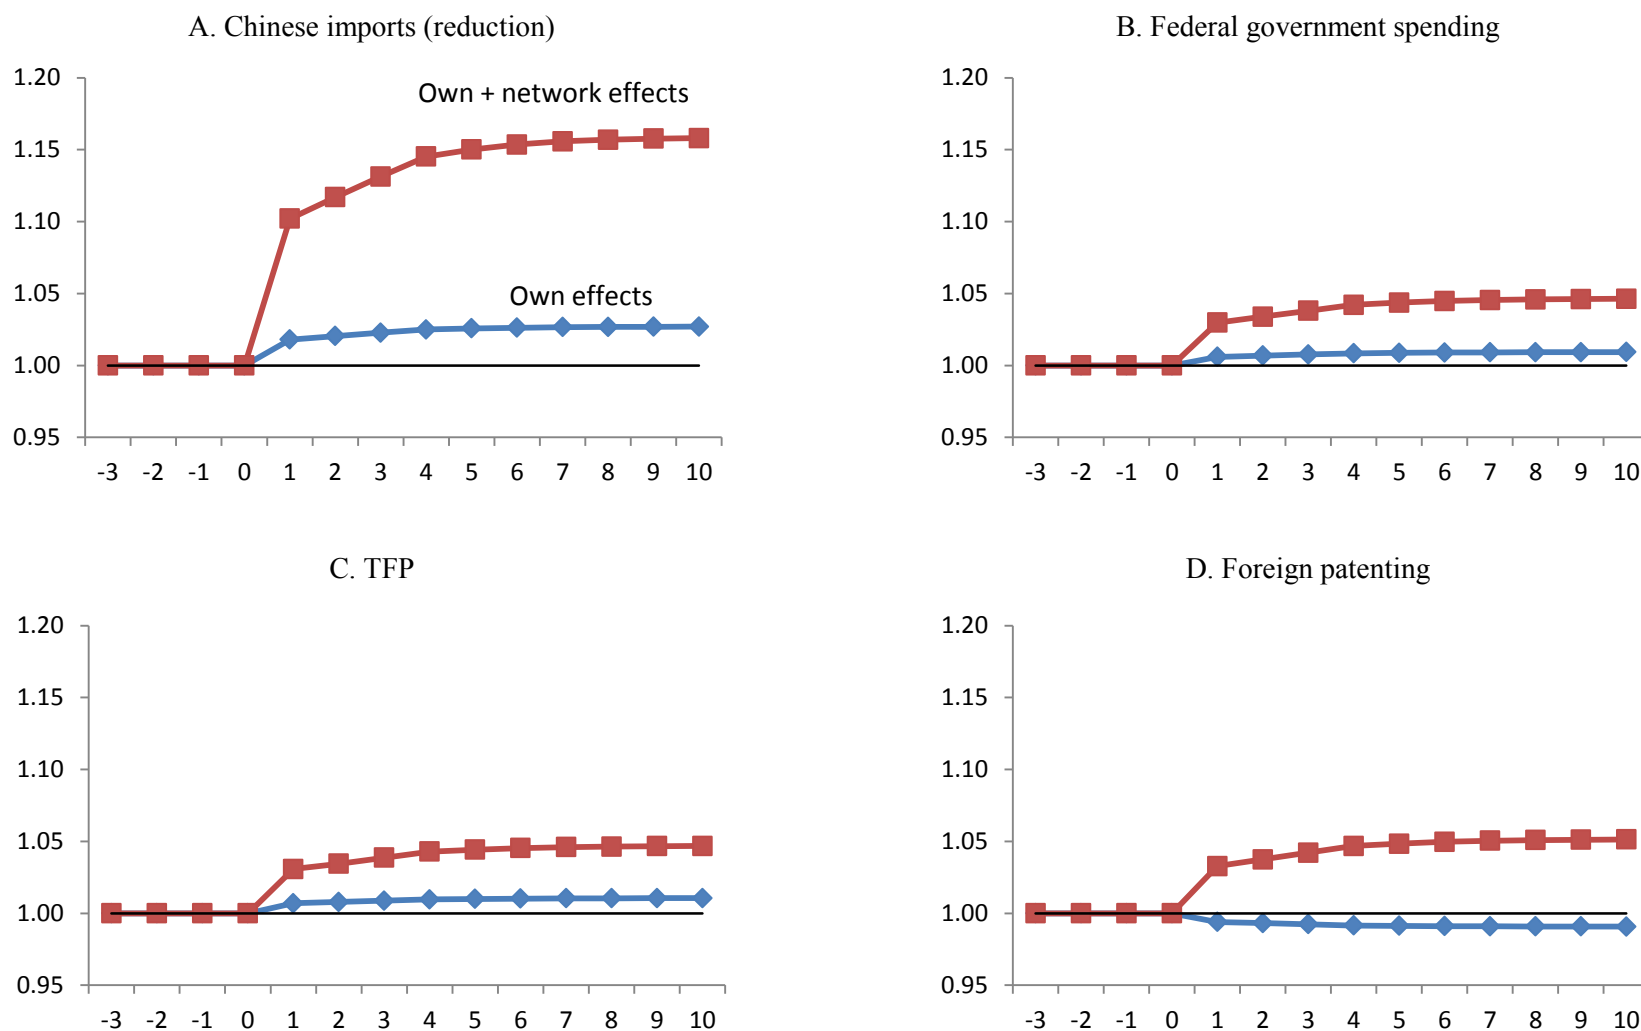 A. Chinese imports (reduction)
1.20
1.15
1.10
1.05
1.00
0.95
Own + network effects
Own effects
-3 -2 -1 0 1 2 3 4 5 6 7 8 9 10
B. Federal government spending
1.20
1.15
1.10
1.05
1.00
0.95
-3 -2 -1 0 1 2 3 4 5 6 7 8 9 10
C. TFP
1.20
1.15
1.10
1.05
1.00
0.95
-3 -2 -1 0 1 2 3 4 5 6 7 8 9 10
D. Foreign patenting
1.20
1.15
1.10
1.05
1.00
0.95
-3 -2 -1 0 1 2 3 4 5 6 7 8 9 10